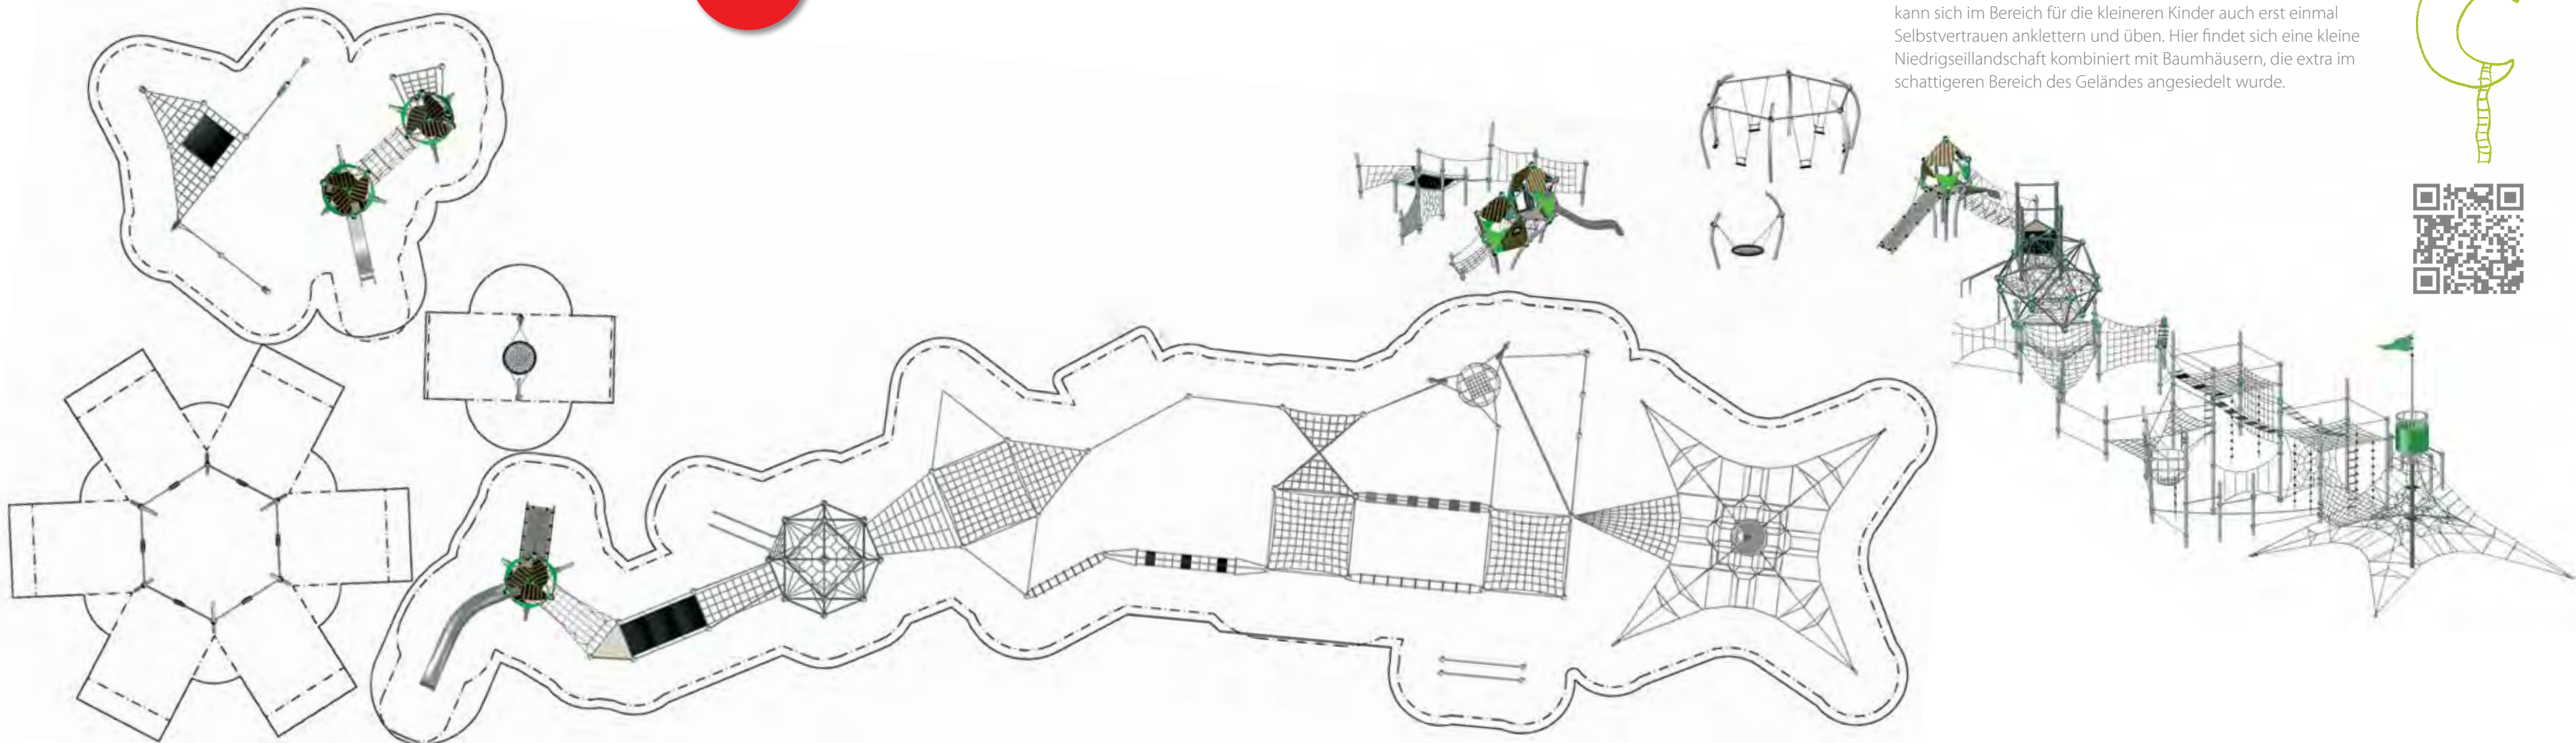 kann sich im Bereich für die kleineren Kinder auch erst einmal
Selbstvertrauen anklettern und üben. Hier findet sich eine kleine
Niedrigseillandschaft kombiniert mit Baumhäusern, die extra im
schattigeren Bereich des Geländes angesiedelt wurde.